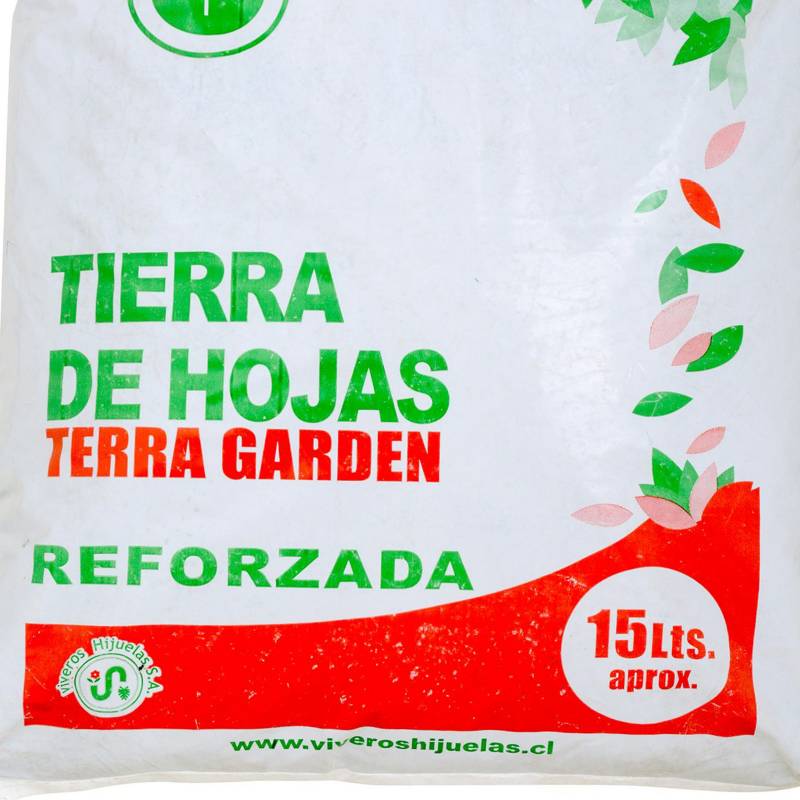 TIERRA
DE HOJAS
TERRA GARDEN
REFORZADA
15Lts.
aprox.
Viveros Hijuelas S.A.
www.viveroshijuelas.cl